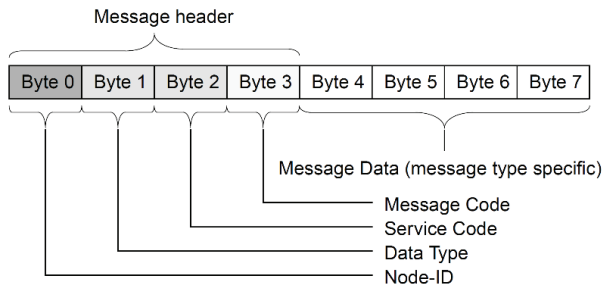 Message header
Byte 0 Byte 1 Byte 2 Byte 3 Byte 4 Byte 5 Byte 6 Byte 7
Message Data (message type specific)
Message Code
Service Code
Data Type
Node-ID